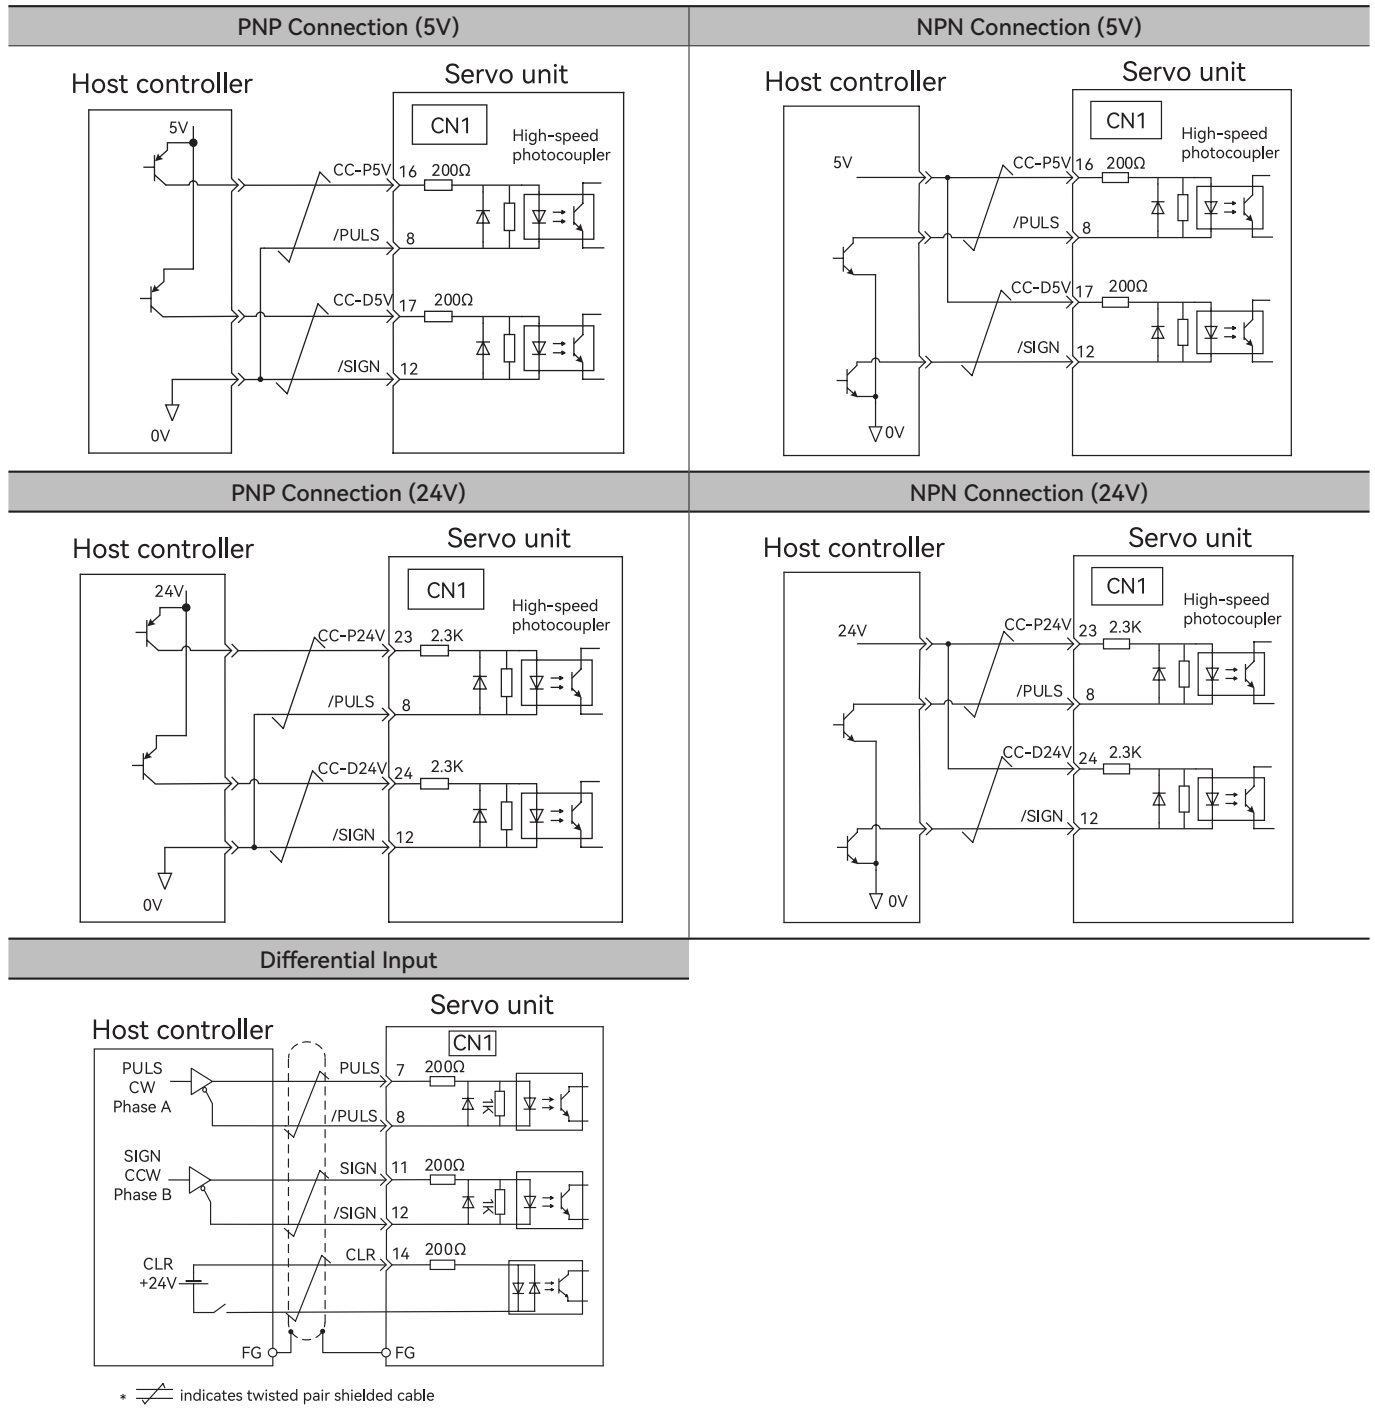 PNP Connection (5V)
Host controller
Servo unit
CN1
High-speed
photocoupler
5V
CC-P5V 16 200Ω
/PULS 8
CC-D5V 17 200Ω
/SIGN 12
0V
NPN Connection (5V)
Host controller
Servo unit
CN1
High-speed
photocoupler
5V
CC-P5V 16 200Ω
/PULS 8
CC-D5V 17 200Ω
/SIGN 12
0V
PNP Connection (24V)
Host controller
Servo unit
CN1
High-speed
photocoupler
24V
CC-P24V 23 2.3K
/PULS 8
CC-D24V 24 2.3K
/SIGN 12
0V
NPN Connection (24V)
Host controller
Servo unit
CN1
High-speed
photocoupler
24V
CC-P24V 23 2.3K
/PULS 8
CC-D24V 24 2.3K
/SIGN 12
0V
Differential Input
Servo unit
Host controller
CN1
PULS
CW
Phase A
PULS 7 200Ω
1K
/PULS 8
SIGN
CCW
Phase B
SIGN 11 200Ω
1K
/SIGN 12
CLR
+24V
CLR 14 200Ω
FG FG
* indicates twisted pair shielded cable